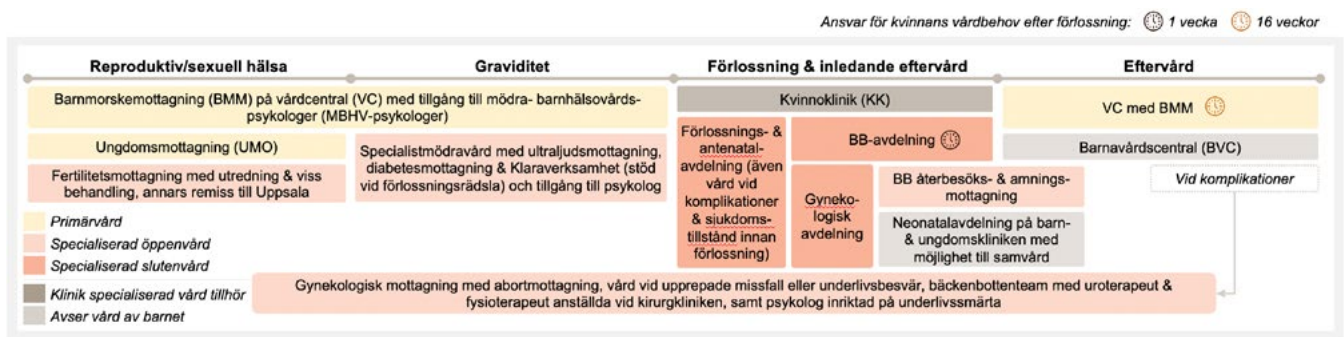 Ansvar för kvinnans vårdbehov efter förlossning: 1 vecka 16 veckor
Reproduktiv/sexuell hälsa
Graviditet
Förlossning & inledande eftervård
Eftervård
Barnmorskemottagning (BMM) på vårdcentral (VC) med tillgång till mödra- barnhälsovårds-
psykologer (MBHV-psykologer)
Ungdomsmottagning (UMO)
Fertilitetsmottagning med utredning & viss
behandling, annars remiss till Uppsala
Specialistmödravård med ultraljudsmottagning,
diabetesmottagning & Klaraverksamhet (stöd
vid förlossningsrädsla) och tillgång till psykolog
Kvinnoklinik (KK)
Förlossnings- &
antenatal-
avdelning (även
vård vid
komplikationer
& sjukdoms-
tillstånd innan
förlossning)
BB-avdelning
Gyneko-
logisk
avdelning
BB återbesöks- & amnings-
mottagning
Neonatalavdelning på barn-
& ungdomskliniken med
möjlighet till samvård
VC med BMM
Barnavårdscentral (BVC)
Vid komplikationer
Primärvård
Specialiserad öppenvård
Specialiserad slutenvård
Klinik specialiserad vård tillhör
Avser vård av barnet
Gynekologisk mottagning med abortmottagning, vård vid upprepade missfall eller underlivsbesvär, bäckenbottenteam med uroterapeut &
fysioterapeut anställda vid kirurgkliniken, samt psykolog inriktad på underlivssmärta